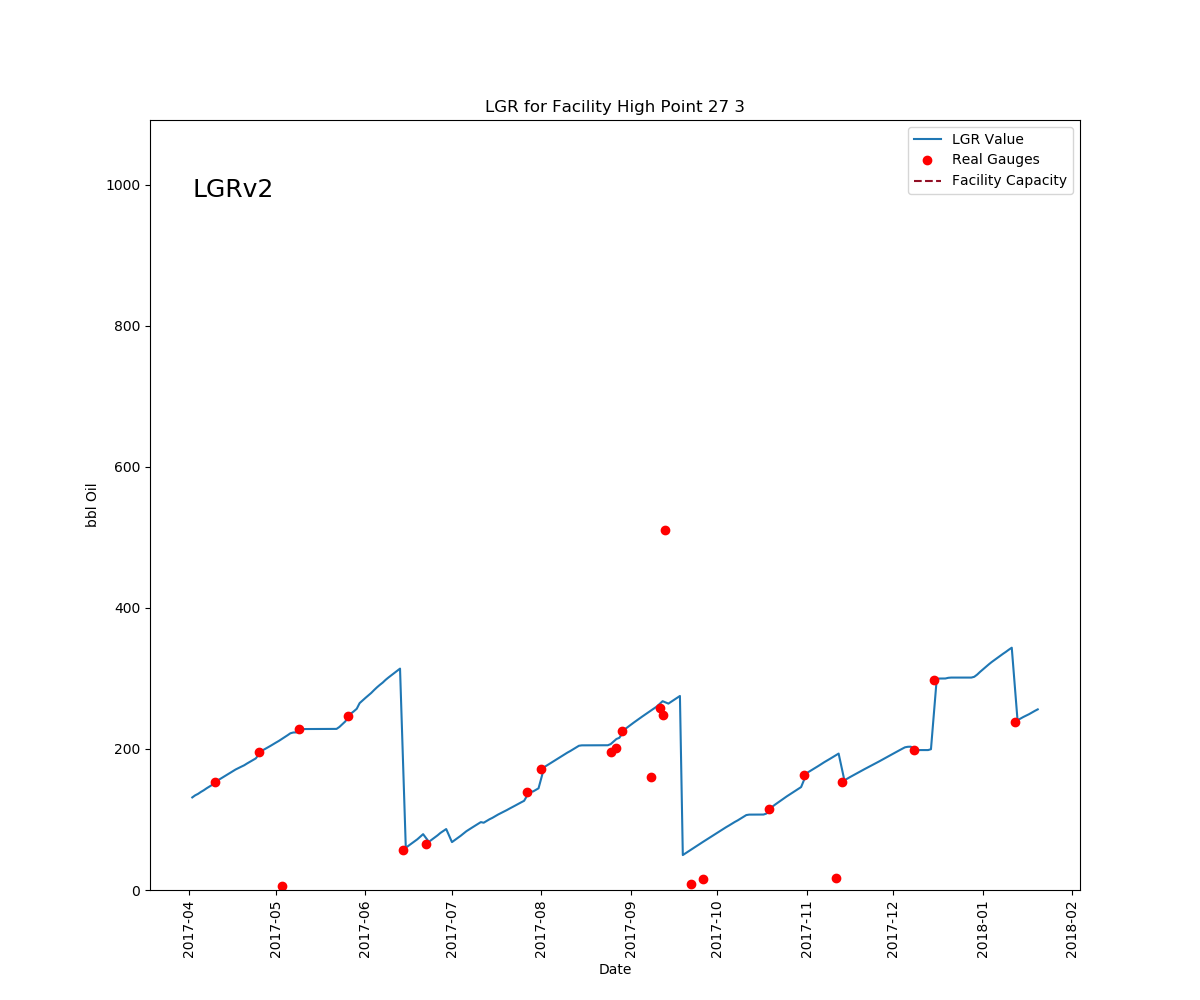 LGR for Facility High Point 27 3
LGR Value
Real Gauges
Facility Capacity
LGRv2
1000
800
600
400
200
0
bbl Oil
2017-04
2017-05
2017-06
2017-07
2017-08
2017-09
2017-10
2017-11
2017-12
2018-01
2018-02
Date